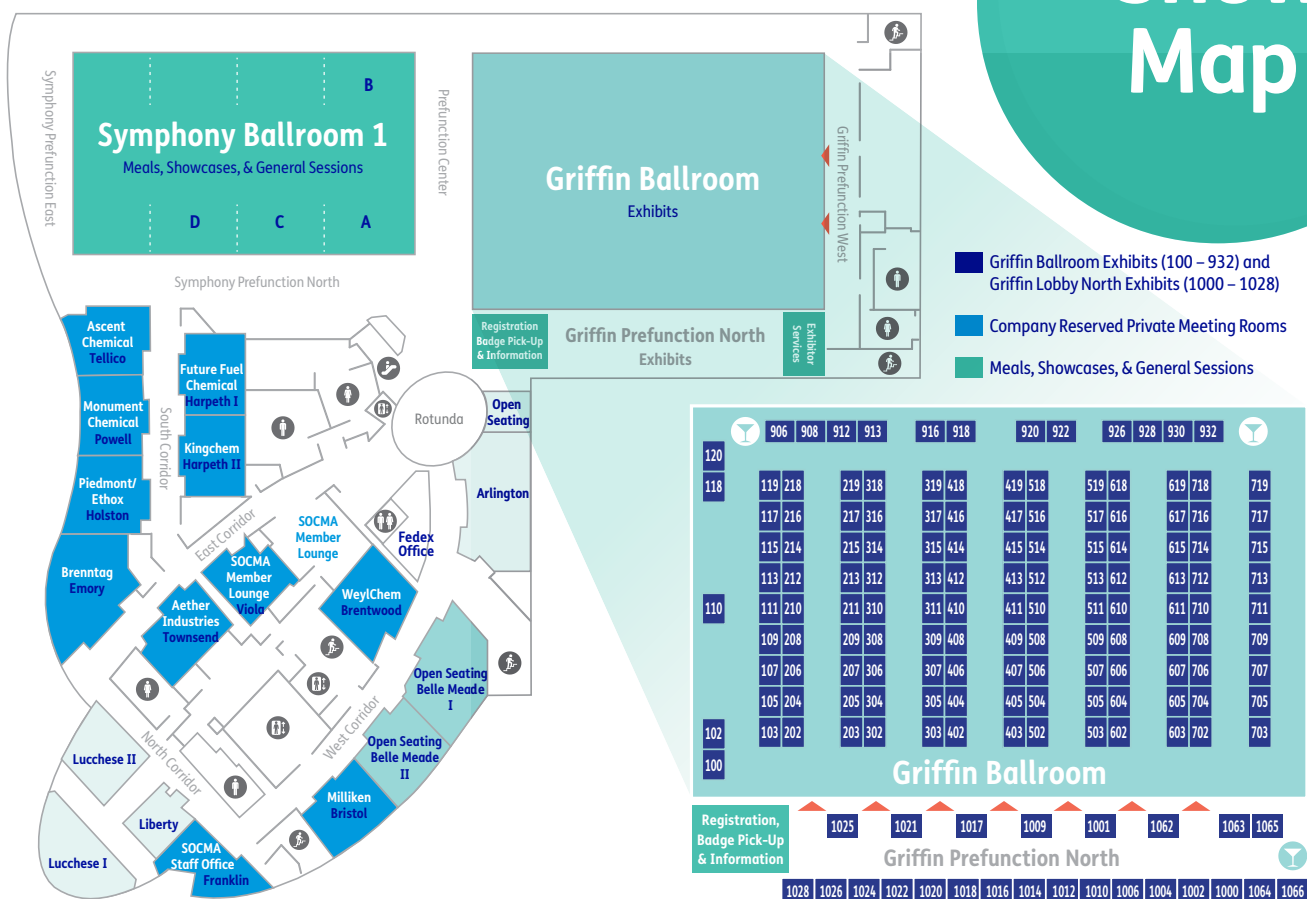 Map
Symphony Prefunction East
B
Symphony Ballroom 1
Meals, Showcases, & General Sessions
D C A
Prefunction Center
Griffin Ballroom
Exhibits
Griffin Prefunction West
Symphony Prefunction North
Registration
Badge Pick-Up
& Information
Griffin Prefunction North
Exhibits
Exhibitor
Services
Griffin Ballroom Exhibits (100 – 932) and
Griffin Lobby North Exhibits (1000 – 1028)
Company Reserved Private Meeting Rooms
Meals, Showcases, & General Sessions
Ascent
Chemical
Tellico
Monument
Chemical
Powell
Piedmont/
Ethox
Holston
Brenntag
Emory
South Corridor
Future Fuel
Chemical
Harpeth I
Kingchem
Harpeth II
Rotunda
Open
Seating
Arlington
East Corridor
SOCMA
Member
Lounge
SOCMA
Member
Lounge
Viola
Fedex
Office
WeylChem
Brentwood
Aether
Industries
Townsend
Open Seating
Belle Meade
I
Open Seating
Belle Meade
II
West Corridor
North Corridor
Milliken
Bristol
Lucchese II
Liberty
Lucchese I
SOCMA
Staff Office
Franklin
906 908 912 913 916 918 920 922 926 928 930 932
120
118 119 218 219 318 319 418 419 518 519 618 619 718 719
117 216 217 316 317 416 417 516 517 616 617 716 717
115 214 215 314 315 414 415 514 515 614 615 714 715
113 212 213 312 313 412 413 512 513 612 613 712 713
110 111 210 211 310 311 410 411 510 511 610 611 710 711
109 208 209 308 309 408 409 508 509 608 609 708 709
107 206 207 306 307 406 407 506 507 606 607 706 707
105 204 205 304 305 404 405 504 505 604 605 704 705
102 103 202 203 302 303 402 403 502 503 602 603 702 703
100
Griffin Ballroom
Registration,
Badge Pick-Up
& Information
1025 1021 1017 1009 1001 1062 1063 1065
Griffin Prefunction North
1028 1026 1024 1022 1020 1018 1016 1014 1012 1010 1006 1004 1002 1000 1064 1066